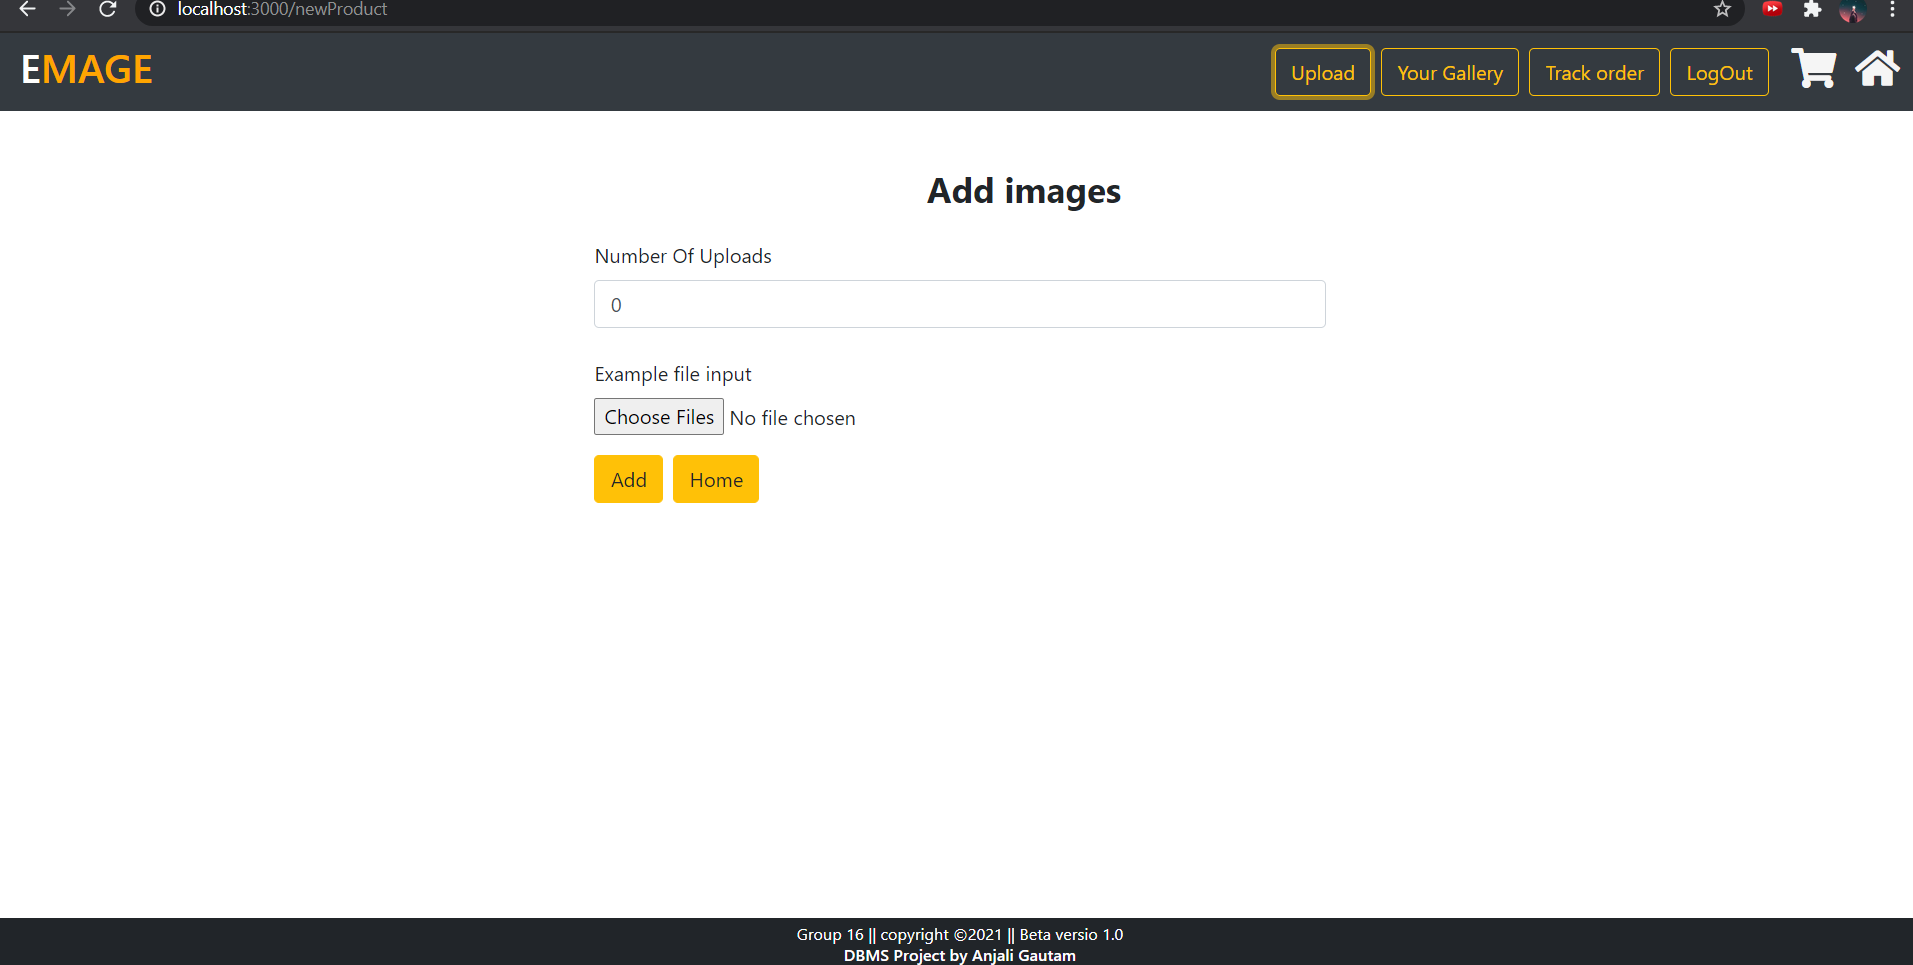 localhost:3000/newProduct
EMAGE
Upload
Your Gallery
Track order
LogOut
Add images
Number Of Uploads
0
Example file input
Choose Files No file chosen
Add
Home
Group 16 || copyright ©2021 || Beta versio 1.0
DBMS Project by Anjali Gautam